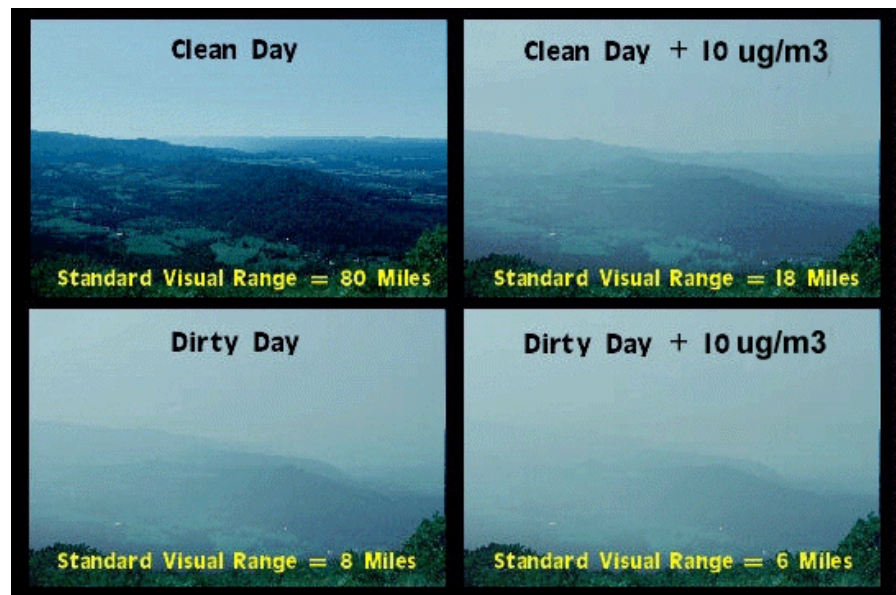 Clean Day
Clean Day + 10 ug/m3
Standard Visual Range = 80 Miles
Standard Visual Range = 18 Miles
Dirty Day
Dirty Day + 10 ug/m3
Standard Visual Range = 8 Miles
Standard Visual Range = 6 Miles